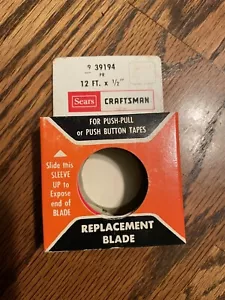 9 39194
PR
12 FT. x ½"
Sears CRAFTSMAN
FOR PUSH-PULL
or PUSH BUTTON TAPES
Slide this
SLEEVE
UP to
Expose
end of
BLADE
REPLACEMENT
BLADE